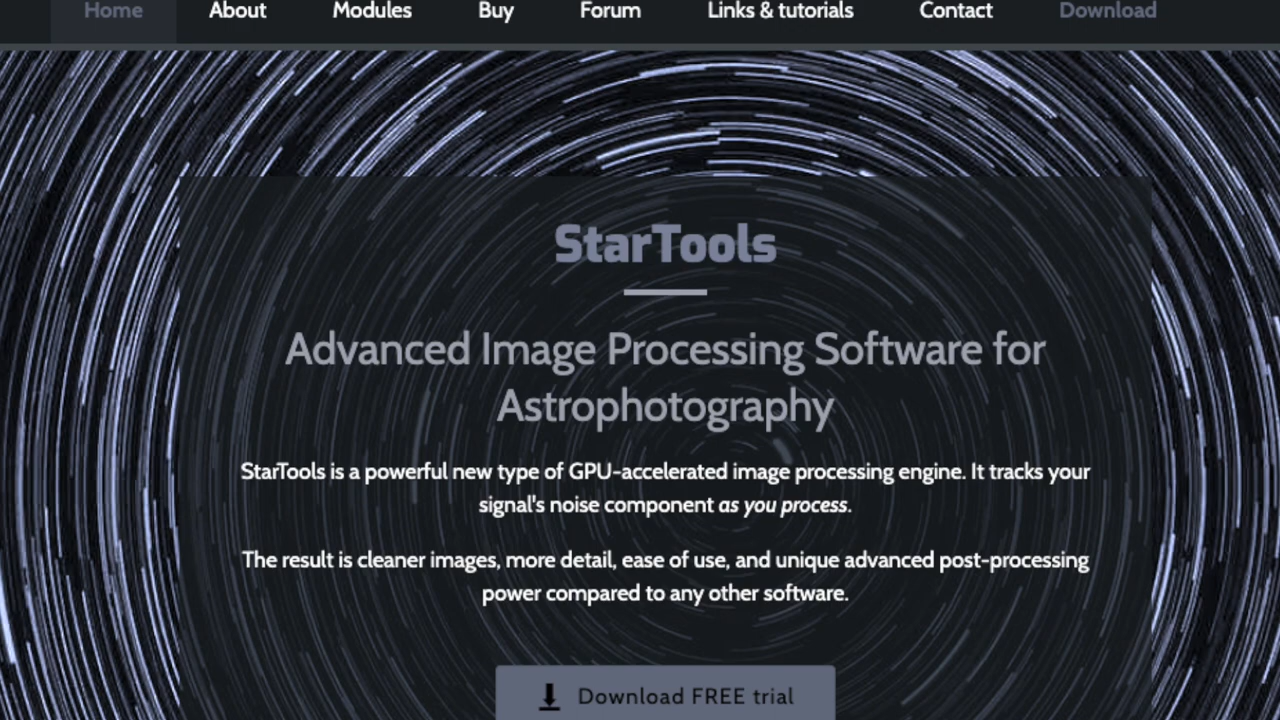 Home About Modules Buy Forum Links & tutorials Contact Download
StarTools
Advanced Image Processing Software for
Astrophotography
StarTools is a powerful new type of GPU-accelerated image processing engine. It tracks your
signal's noise component as you process.
The result is cleaner images, more detail, ease of use, and unique advanced post-processing
power compared to any other software.
Download FREE trial